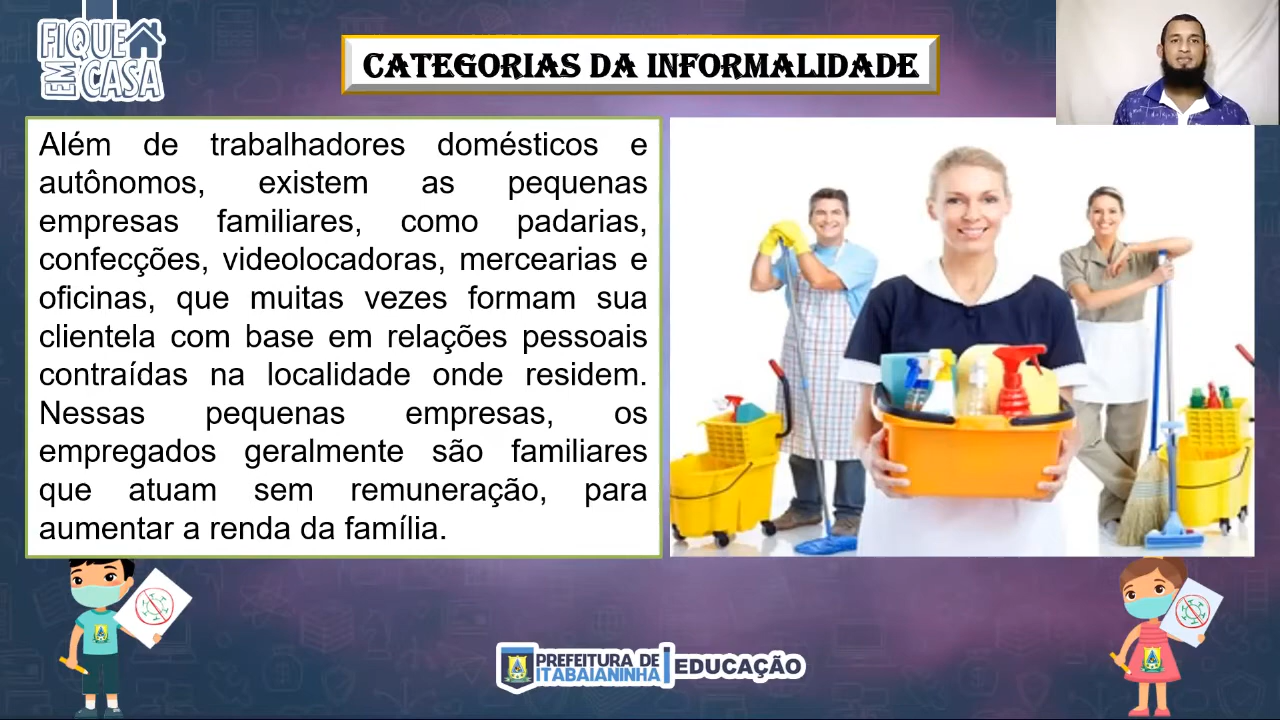 FIQUE
EM CASA
CATEGORIAS DA INFORMALIDADE
Além de trabalhadores domésticos e
autônomos, existem as pequenas
empresas familiares, como padarias,
confecções, videolocadoras, mercearias e
oficinas, que muitas vezes formam sua
clientela com base em relações pessoais
contraídas na localidade onde residem.
Nessas pequenas empresas, os
empregados geralmente são familiares
que atuam sem remuneração, para
aumentar a renda da família.
PREFEITURA DE
ITABAIANINHA
EDUCAÇÃO